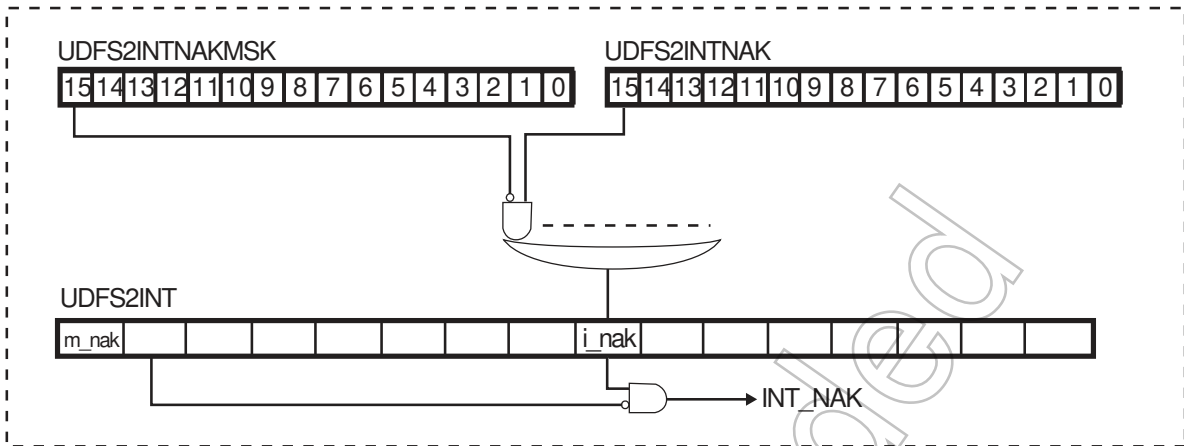 UDFS2INTNAKMSK
15 14 13 12 11 10 9 8 7 6 5 4 3 2 1 0
UDFS2INTNAK
15 14 13 12 11 10 9 8 7 6 5 4 3 2 1 0
UDFS2INT
m_nak i_nak
INT_NAK
ded